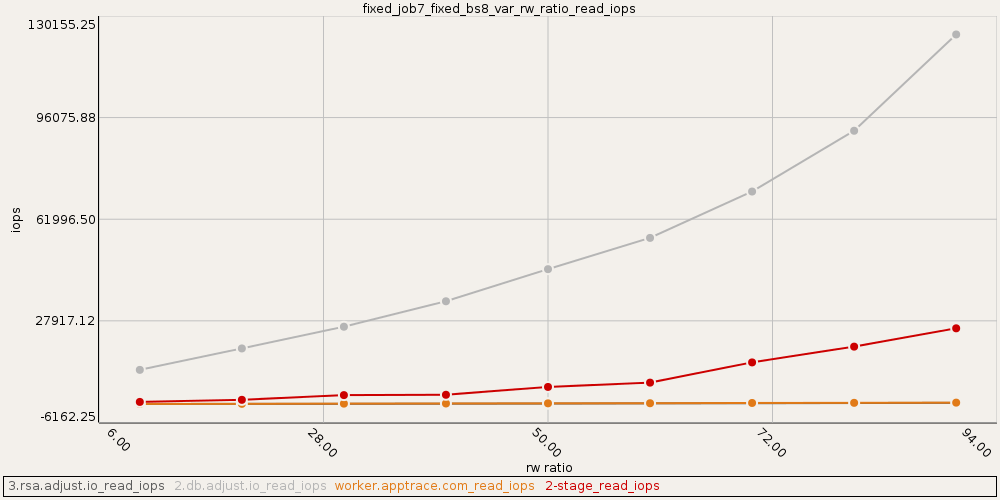 fixed_job7_fixed_bs8_var_rw_ratio_read_iops
130155.25
96075.88
61996.50
27917.12
-6162.25
iops
6.00 28.00 50.00 72.00 94.00
rw ratio
3.rsa.adjust.io_read_iops 2.db.adjust.io_read_iops worker.apptrace.com_read_iops 2-stage_read_iops